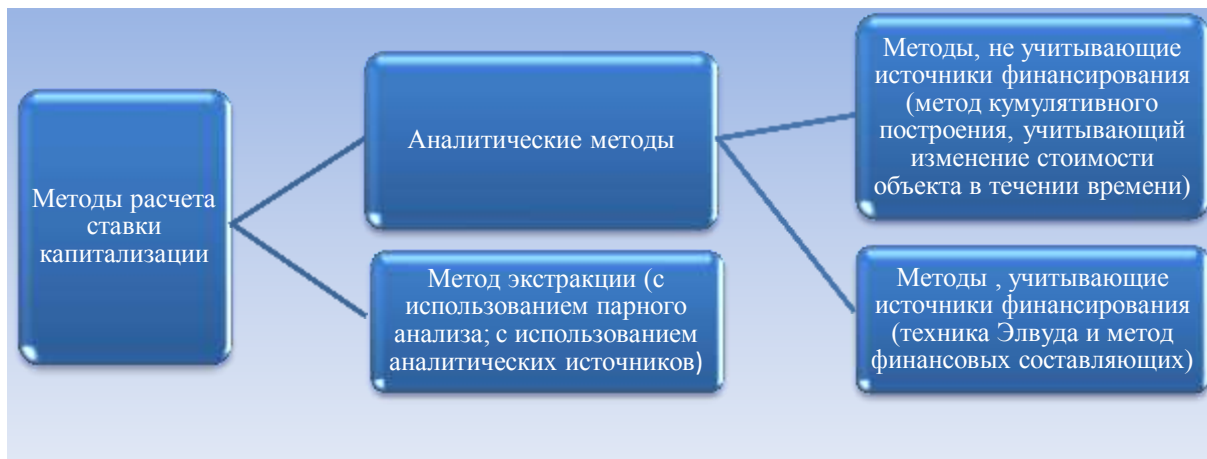 Методы расчета
ставки
капитализации
Аналитические методы
Метод экстракции (с
использованием парного
анализа; с использованием
аналитических источников)
Методы, не учитывающие
источники финансирования
(метод кумулятивного
построения, учитывающий
изменение стоимости
объекта в течении времени)
Методы , учитывающие
источники финансирования
(техника Элвуда и метод
финансовых составляющих)